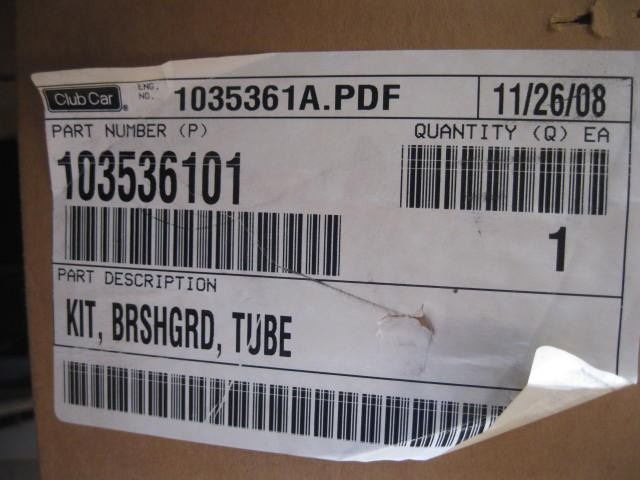 Club Car® ENG. NO. 1035361A.PDF 11/26/08
PART NUMBER (P) QUANTITY (Q) EA
103536101
1
PART DESCRIPTION
KIT, BRSHGRD, TUBE